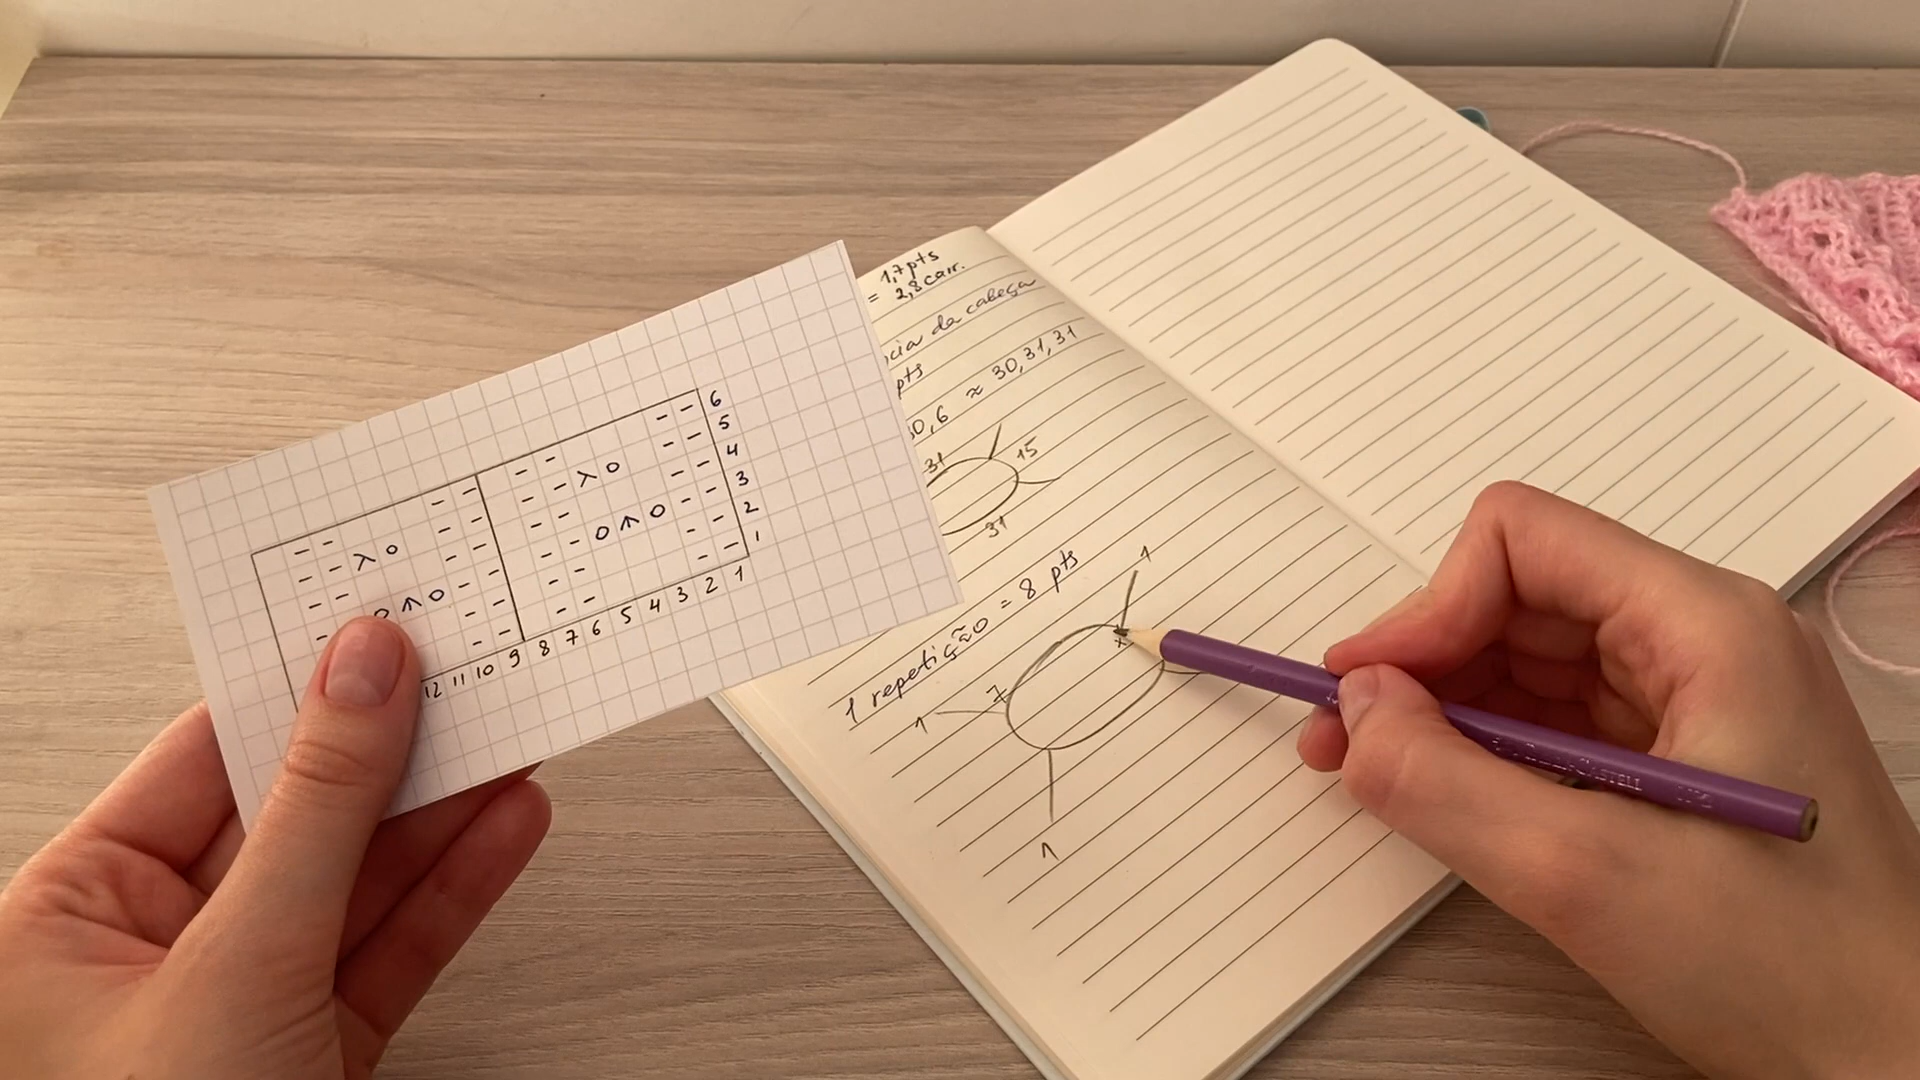 - - 6
- - - - 5
- - - - λ o - - 4
- - λ o - - - - o ⋏ o - - 3
o ⋏ o - - - - - - 2
- - - - - - 1
12 11 10 9 8 7 6 5 4 3 2 1
= 1,7 pts
= 2,8 carr.
cia da cabeça
pts
30,6 ≈ 30,31,31
31 15
31
1 repetição = 8 pts
1
x
7
1
1